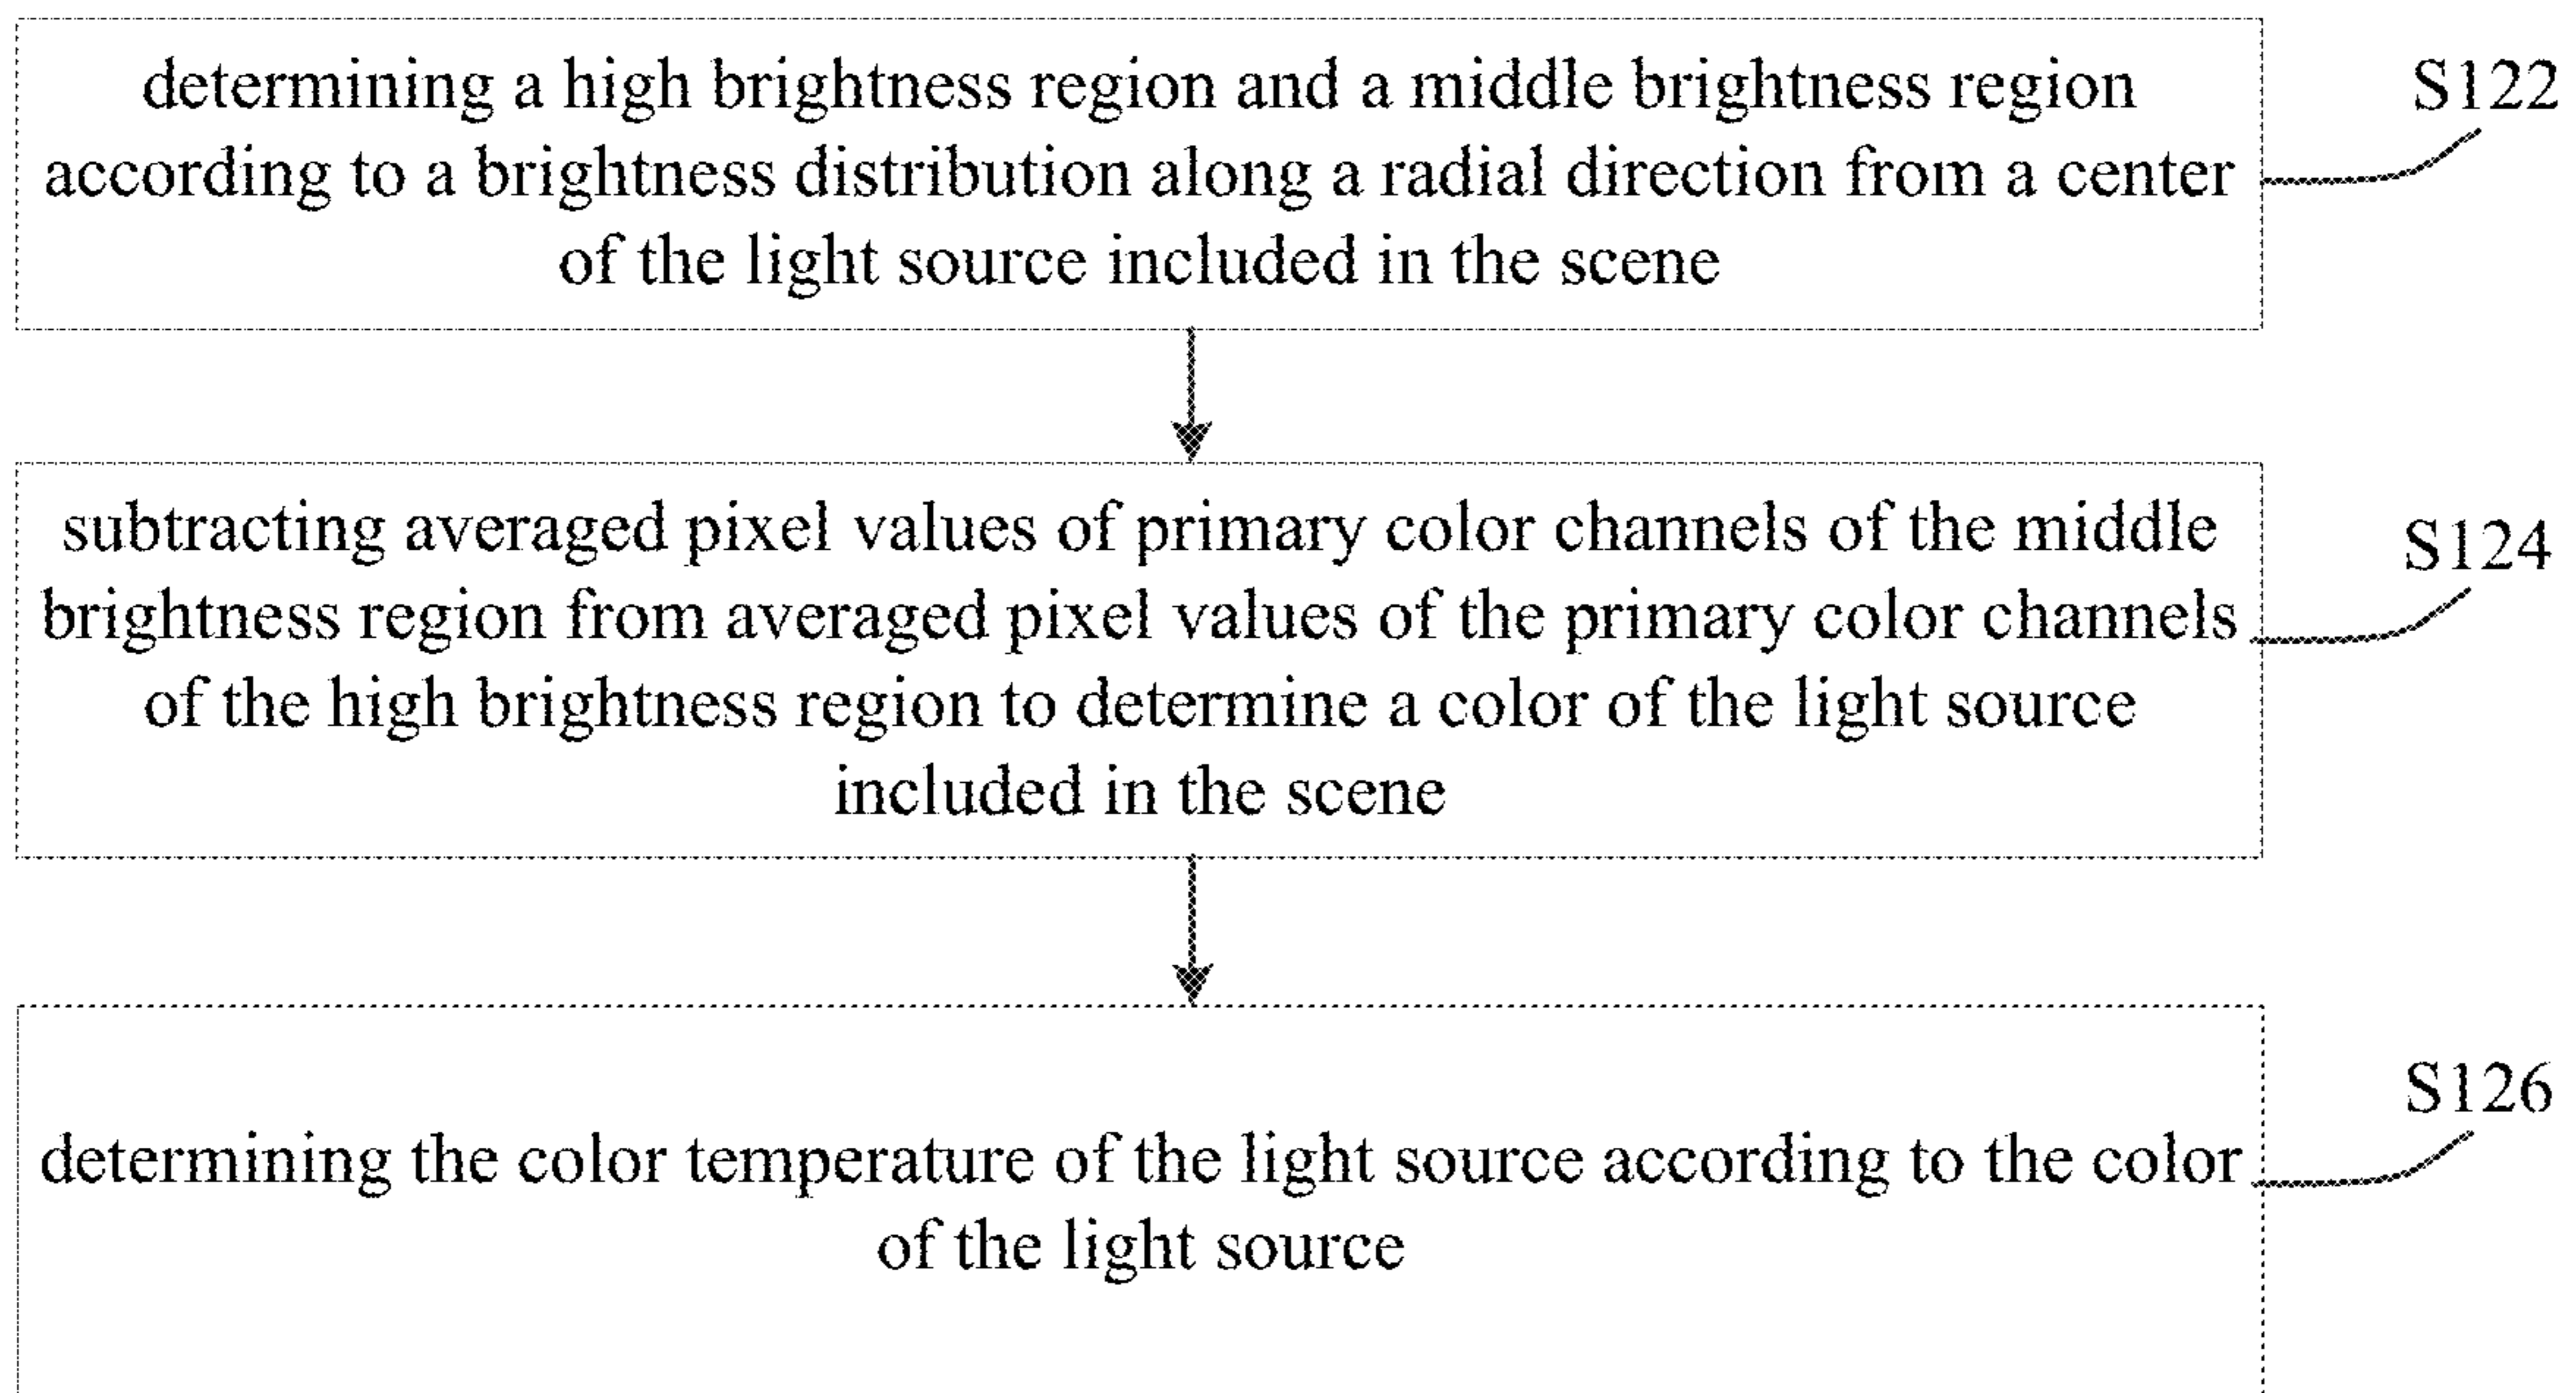 determining a high brightness region and a middle brightness region
according to a brightness distribution along a radial direction from a center
of the light source included in the scene
S122
subtracting averaged pixel values of primary color channels of the middle
brightness region from averaged pixel values of the primary color channels
of the high brightness region to determine a color of the light source
included in the scene
S124
determining the color temperature of the light source according to the color
of the light source
S126